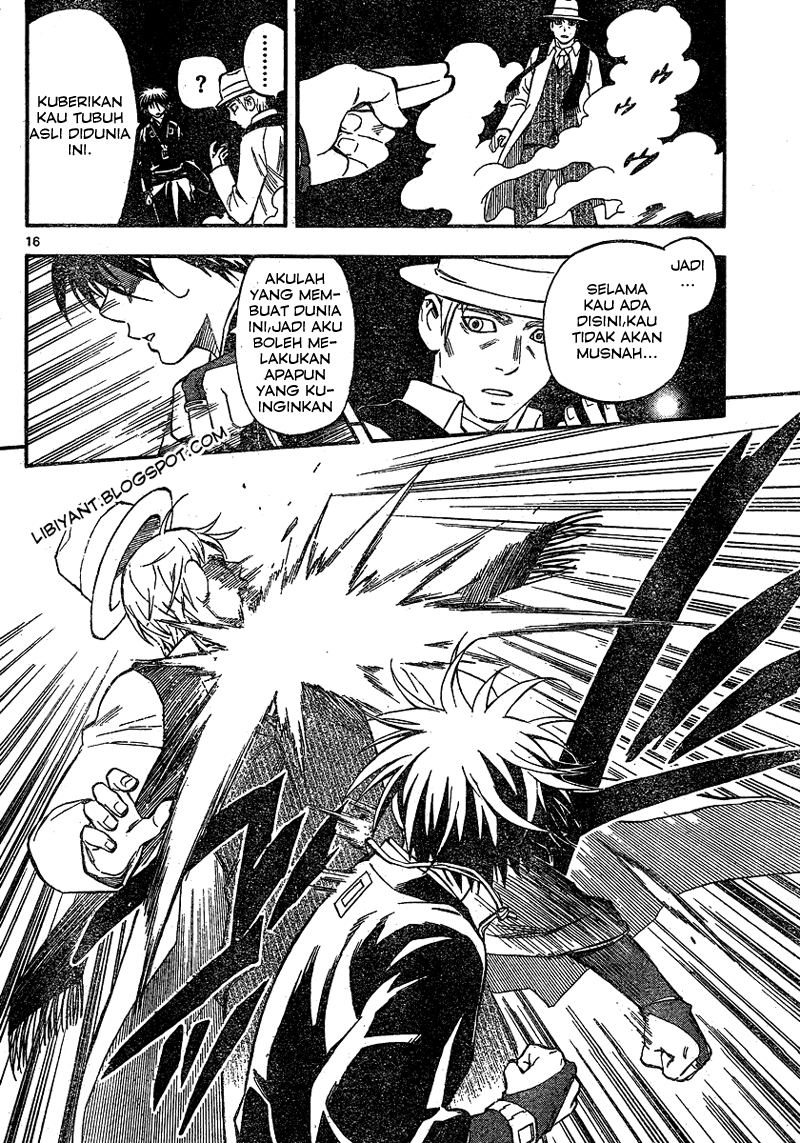 ........
?
KUBERIKAN
KAU TUBUH
ASLI DIDUNIA
INI.
16
JADI
...
SELAMA
KAU ADA
DISINI,KAU
TIDAK AKAN
MUSNAH...
AKULAH
YANG MEM-
BUAT DUNIA
INI,JADI AKU
BOLEH ME-
LAKUKAN
APAPUN
YANG KU-
INGINKAN
LIBIYANT.BLOGSPOT.COM